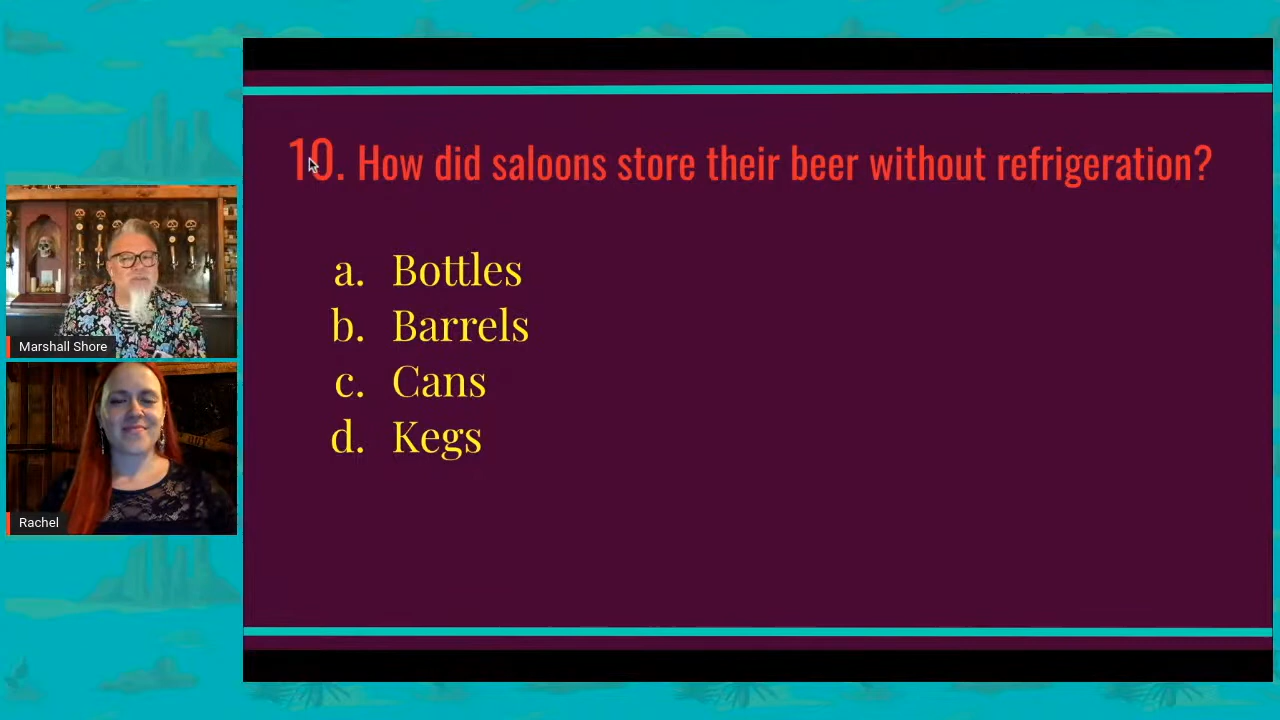 10. How did saloons store their beer without refrigeration?
a. Bottles
b. Barrels
c. Cans
d. Kegs
Marshall Shore
Rachel